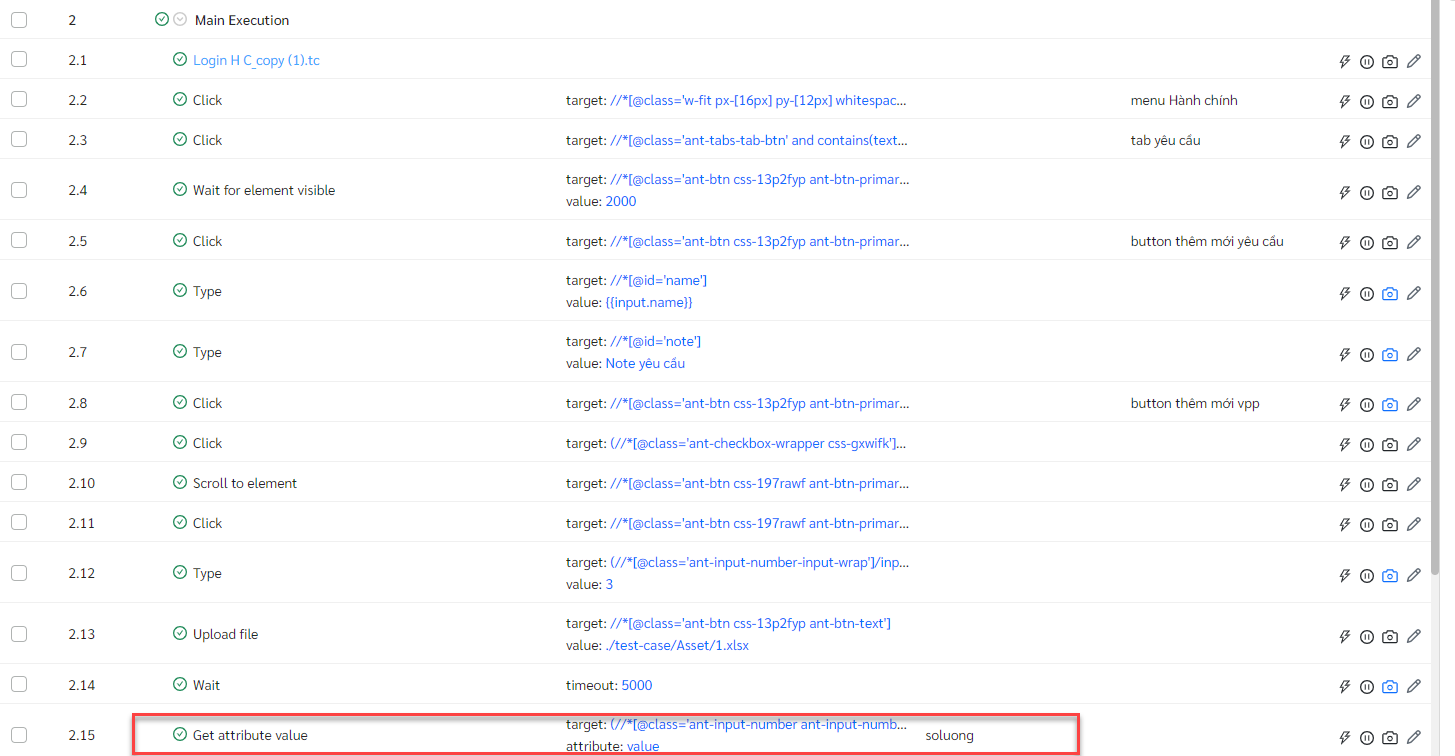 2 Main Execution
2.1 Login H C_copy (1).tc
2.2 Click target: //*[@class='w-fit px-[16px] py-[12px] whitespac... menu Hành chính
2.3 Click target: //*[@class='ant-tabs-tab-btn' and contains(text... tab yêu cầu
2.4 Wait for element visible target: //*[@class='ant-btn css-13p2fyp ant-btn-primar...
value: 2000
2.5 Click target: //*[@class='ant-btn css-13p2fyp ant-btn-primar... button thêm mới yêu cầu
2.6 Type target: //*[@id='name']
value: {{input.name}}
2.7 Type target: //*[@id='note']
value: Note yêu cầu
2.8 Click target: //*[@class='ant-btn css-13p2fyp ant-btn-primar... button thêm mới vpp
2.9 Click target: (//*[@class='ant-checkbox-wrapper css-gxwifk']...
2.10 Scroll to element target: //*[@class='ant-btn css-197rawf ant-btn-primar...
2.11 Click target: //*[@class='ant-btn css-197rawf ant-btn-primar...
2.12 Type target: (//*[@class='ant-input-number-input-wrap']/inp...
value: 3
2.13 Upload file target: //*[@class='ant-btn css-13p2fyp ant-btn-text']
value: ./test-case/Asset/1.xlsx
2.14 Wait timeout: 5000
2.15 Get attribute value target: (//*[@class='ant-input-number ant-input-numb... soluong
attribute: value